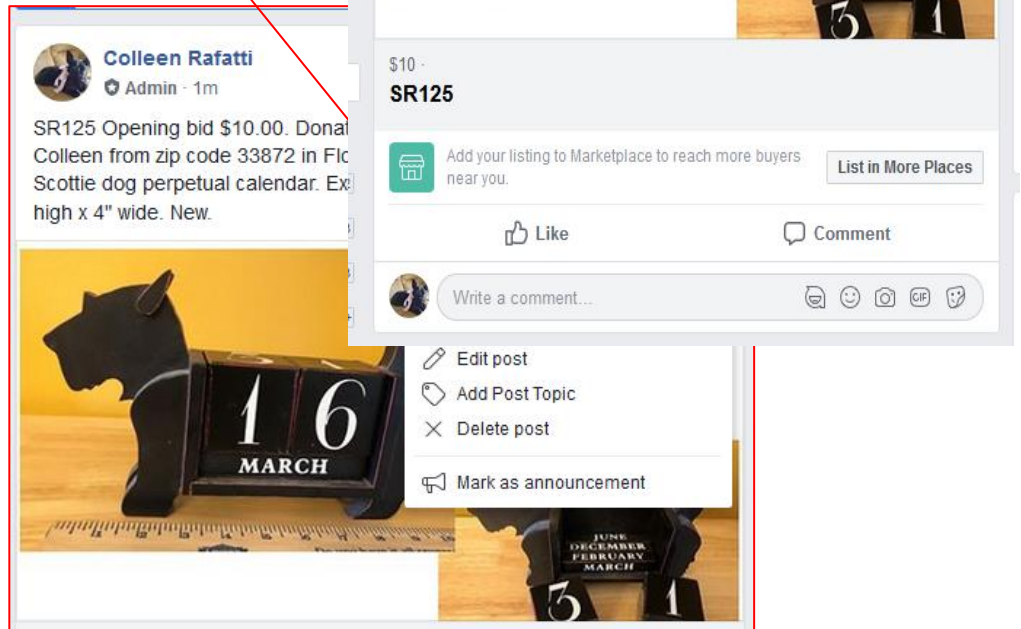 Colleen Rafatti
Admin · 1m
SR125 Opening bid $10.00.
Colleen from zip code 33872 in
Scottie dog perpetual calendar.
high x 4" wide. New.
1 6
MARCH
JUNE
DECEMBER
FEBRUARY
MARCH
3 1
3 1
$10 ·
SR125
Add your listing to Marketplace to reach more buyers
near you.
List in More Places
Like
Comment
Write a comment...
GIF
Edit post
Add Post Topic
Delete post
Mark as announcement